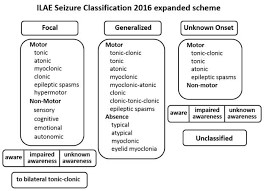 ILAE Seizure Classification 2016 expanded scheme
Focal
Motor
tonic
atonic
myoclonic
clonic
epileptic spasms
hypermotor
Non-Motor
sensory
cognitive
emotional
autonomic
aware
impaired awareness
unknown awareness
to bilateral tonic-clonic
Generalized
Motor
tonic-clonic
tonic
atonic
myoclonic
myoclonic-atonic
clonic
clonic-tonic-clonic
epileptic spasms
Absence
typical
atypical
myoclonic
eyelid myoclonia
Unknown Onset
Motor
tonic-clonic
tonic
atonic
epileptic spasms
Non-motor
aware
impaired awareness
unknown awareness
Unclassified